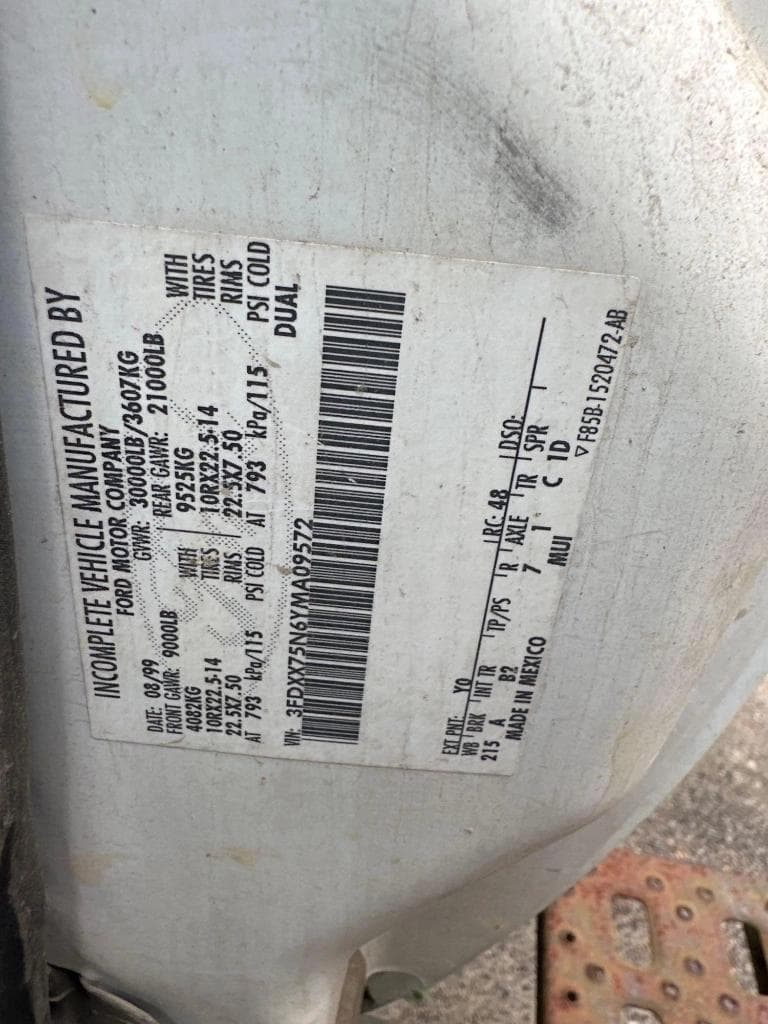 INCOMPLETE VEHICLE MANUFACTURED BY
FORD MOTOR COMPANY
DATE: 08/99 GVWR: 30000LB/3607KG
FRONT GAWR: 9000LB REAR GAWR: 21000LB
4082KG WITH 9525KG WITH
10RX22.5-14 TIRES 10RX22.5-14 TIRES
22.5X7.50 RIMS 22.5X7.50 RIMS
AT 793 kPa/115 PSI COLD AT 793 kPa/115 PSI COLD
DUAL
VIN: 3FDXX75N6YMA09572
EXT PNT: YO RC: 48 DSO:
WB BRK INT TR TP/PS R AXLE TR SPR
215 A B2 7 1 1
MUI C 1D
MADE IN MEXICO
▽ F85B-1520472-AB